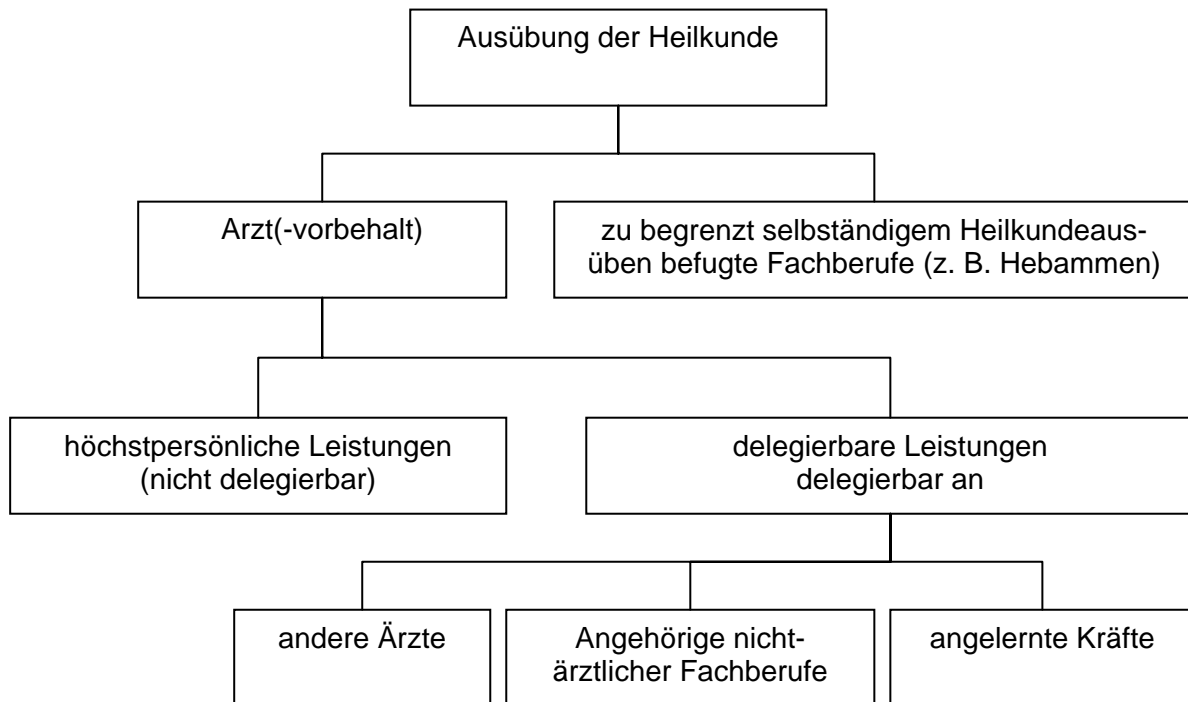 Ausübung der Heilkunde
Arzt(-vorbehalt)
zu begrenzt selbständigem Heilkundeaus-
üben befugte Fachberufe (z. B. Hebammen)
höchstpersönliche Leistungen
(nicht delegierbar)
delegierbare Leistungen
delegierbar an
andere Ärzte
Angehörige nicht-
ärztlicher Fachberufe
angelernte Kräfte